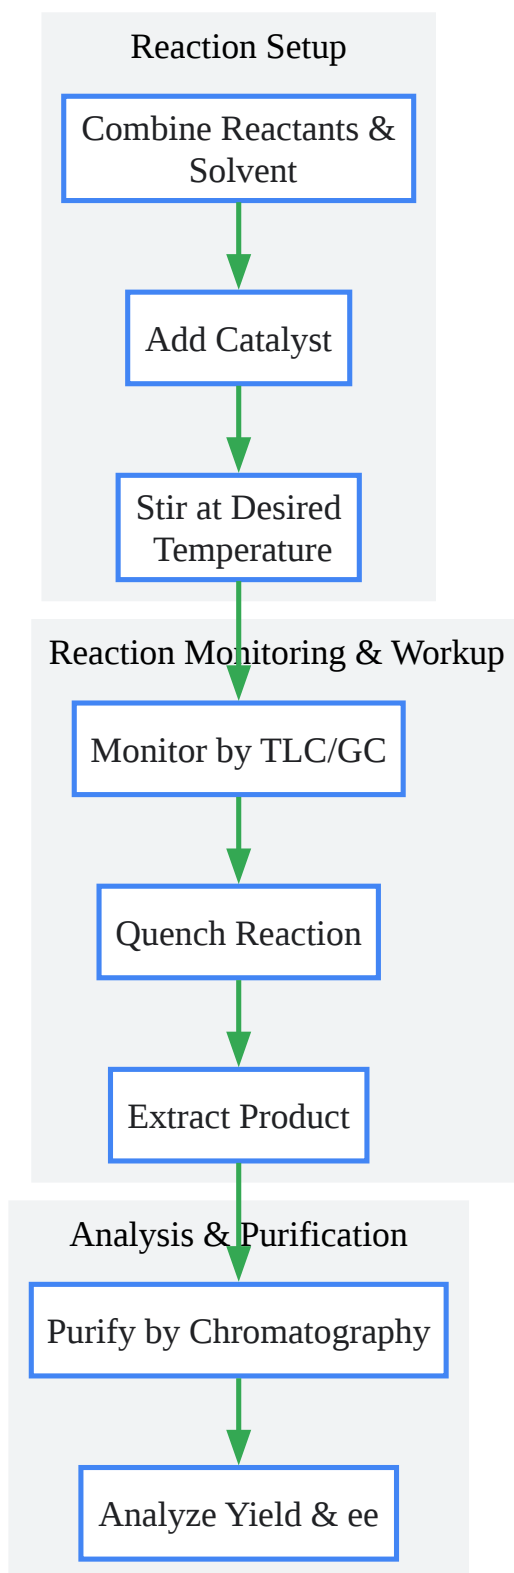 Reaction Setup
Combine Reactants &
Solvent
Add Catalyst
Stir at Desired
Temperature
Reaction Monitoring & Workup
Monitor by TLC/GC
Quench Reaction
Extract Product
Analysis & Purification
Purify by Chromatography
Analyze Yield & ee